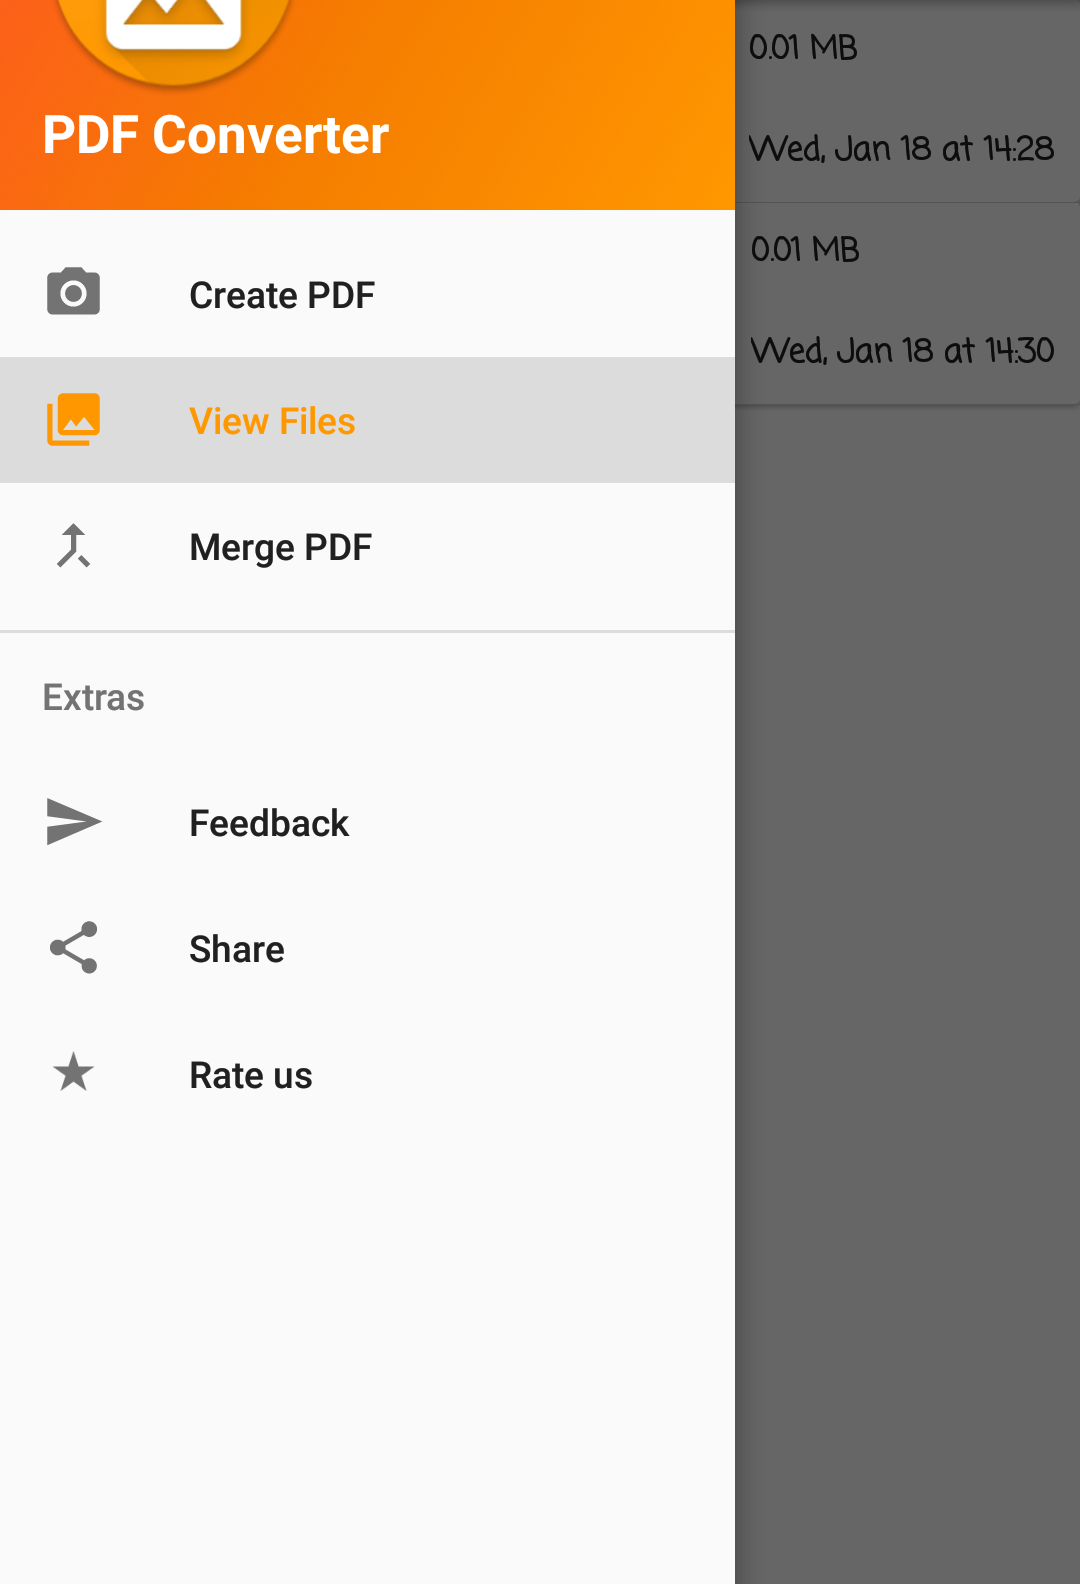 PDF Converter
Create PDF
View Files
Merge PDF
Extras
Feedback
Share
Rate us
0.01 MB
Wed, Jan 18 at 14:28
0.01 MB
Wed, Jan 18 at 14:30